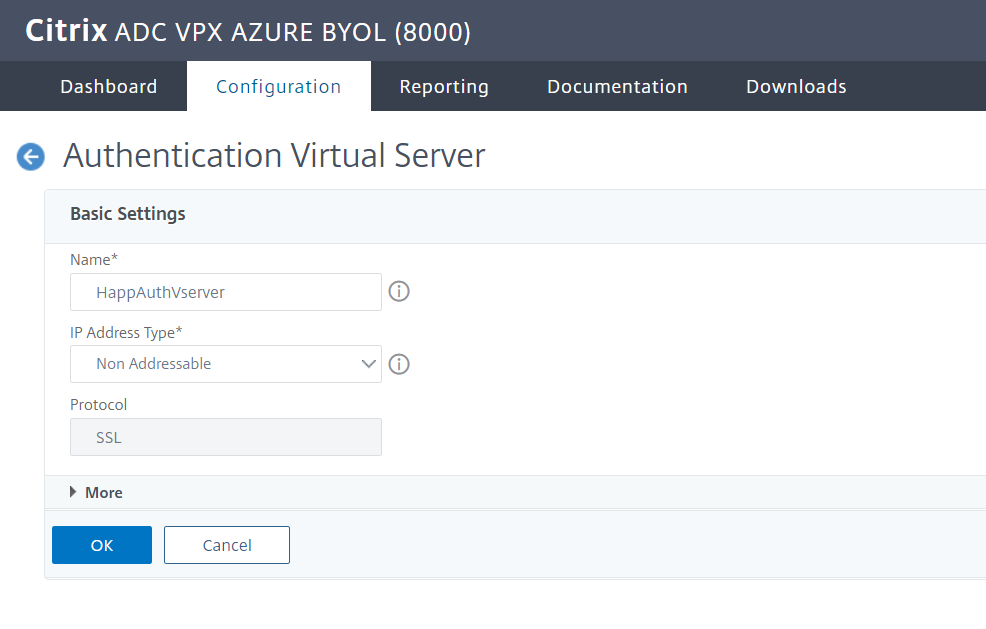 Citrix ADC VPX AZURE BYOL (8000)
Dashboard Configuration Reporting Documentation Downloads
Authentication Virtual Server
Basic Settings
Name*
HappAuthVserver
IP Address Type*
Non Addressable
Protocol
SSL
More
OK Cancel